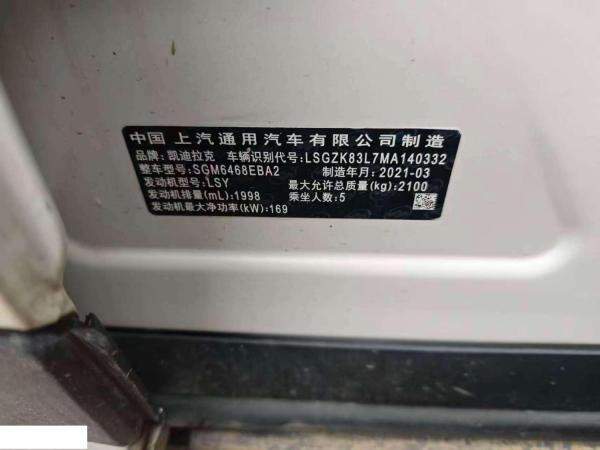 中国 上汽通用汽车有限公司制造
品牌:凯迪拉克 车辆识别代号:LSGZK83L7MA140332
整车型号:SGM6468EBA2 制造年月:2021-03
发动机型号:LSY 最大允许总质量(kg):2100
发动机排量(mL):1998 乘坐人数:5
发动机最大净功率(kW):169